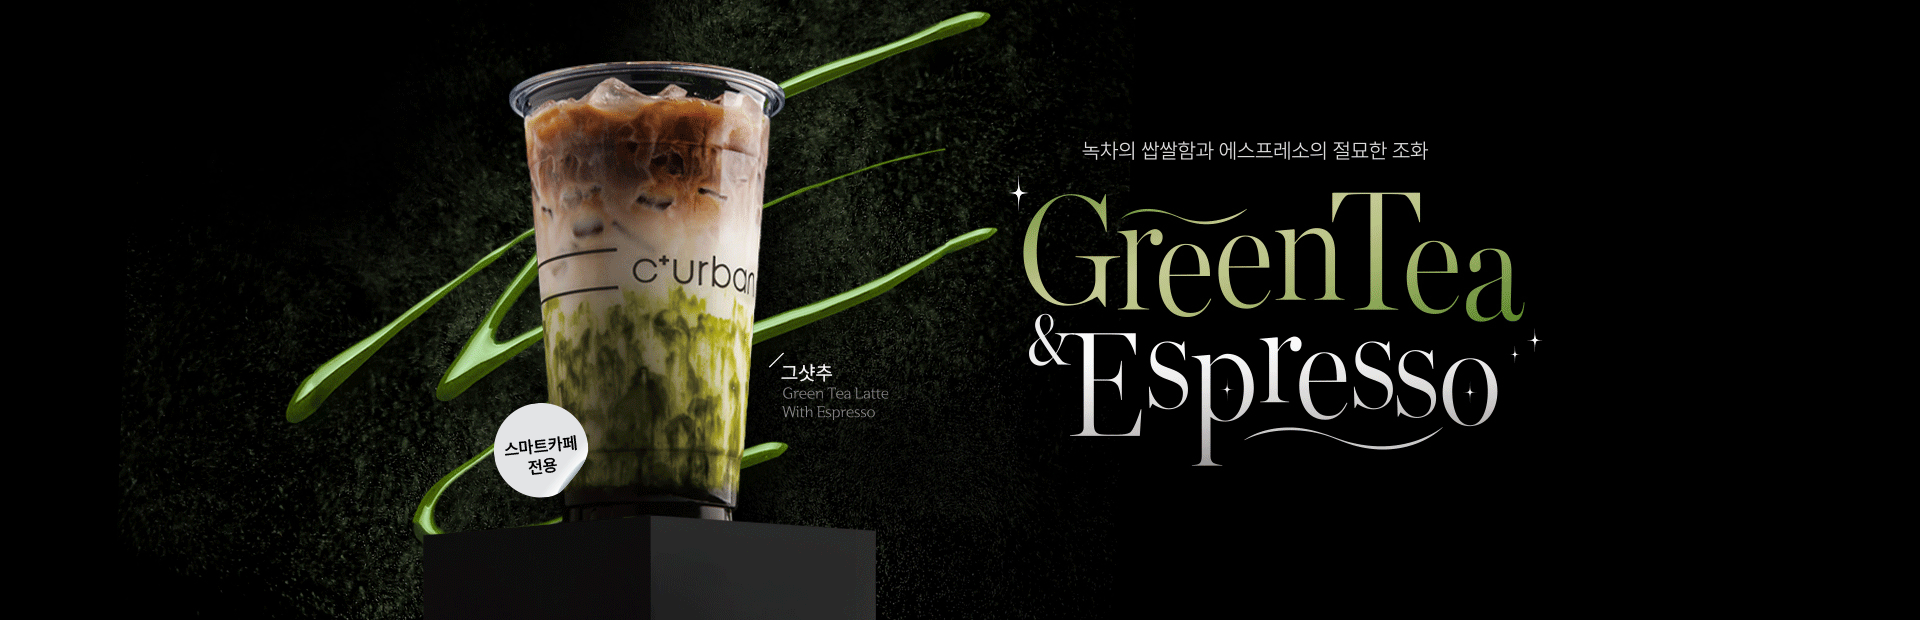 녹차의 쌉쌀함과 에스프레소의 절묘한 조화
GreenTea
&Espresso
c+urban
그샷추
Green Tea Latte
With Espresso
스마트카페
전용